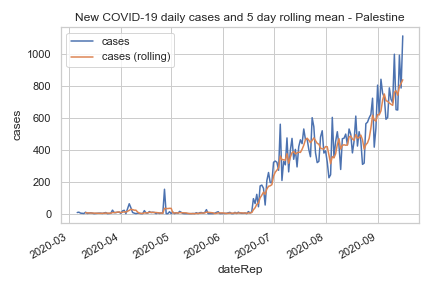 New COVID-19 daily cases and 5 day rolling mean - Palestine
cases
cases (rolling)
1000
800
600
400
200
0
cases
2020-03
2020-04
2020-05
2020-06
2020-07
2020-08
2020-09
dateRep